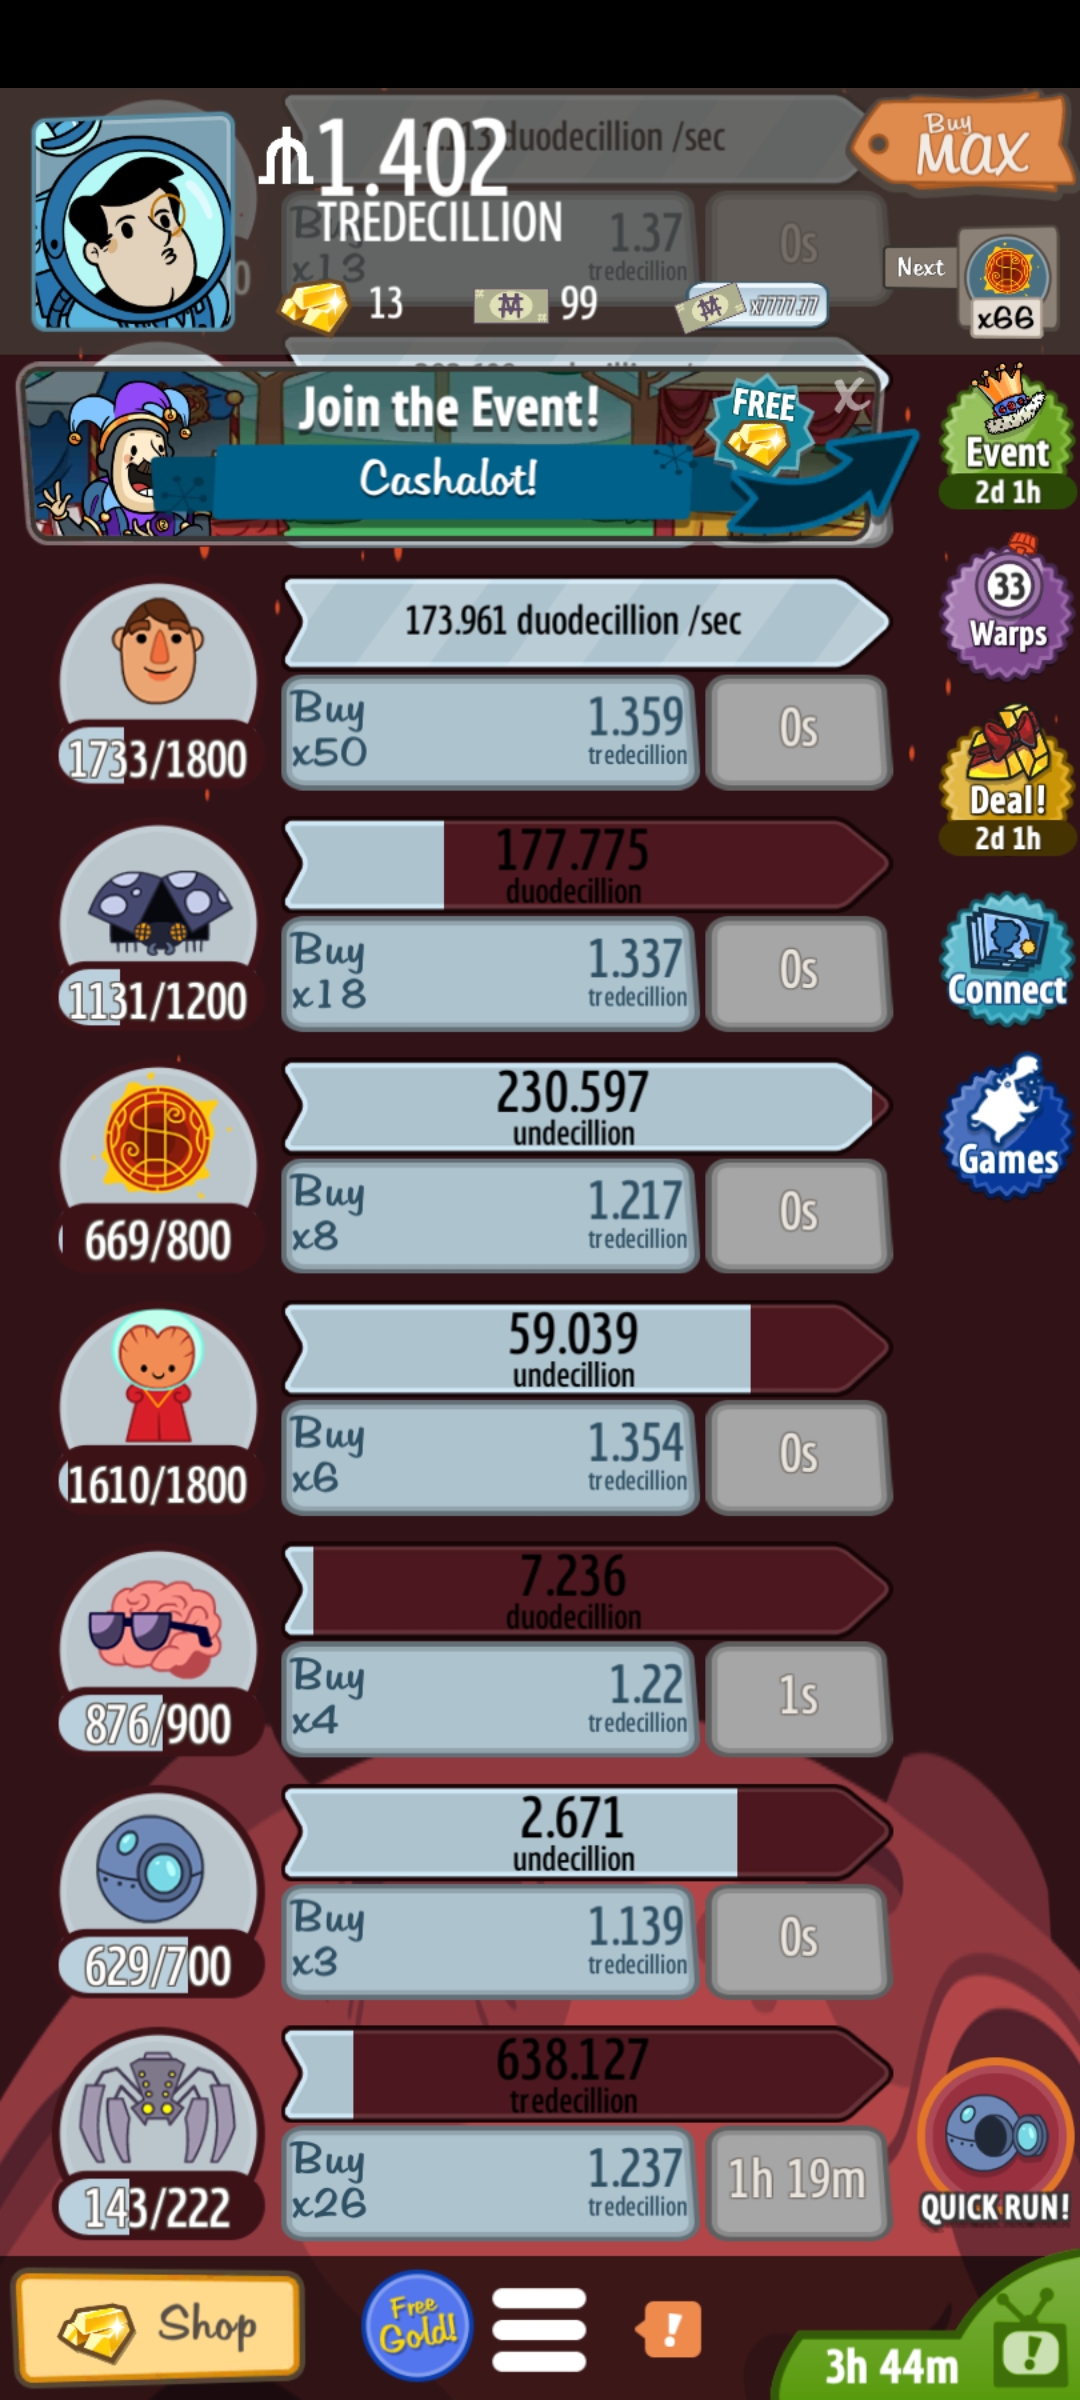 1.402
TREDECILLION
duodecillion /sec
Buy
MAX
Buy
x13
1.37
tredecillion
0s
Next
x66
13
99
x7777.77
Join the Event!
FREE
X
Cashalot!
Event
2d 1h
33
Warps
Deal!
2d 1h
Connect
Games
173.961 duodecillion /sec
1733/1800
Buy
x50
1.359
tredecillion
0s
177.775
duodecillion
1131/1200
Buy
x18
1.337
tredecillion
0s
230.597
undecillion
669/800
Buy
x8
1.217
tredecillion
0s
59.039
undecillion
1610/1800
Buy
x6
1.354
tredecillion
0s
7.236
duodecillion
876/900
Buy
x4
1.22
tredecillion
1s
2.671
undecillion
629/700
Buy
x3
1.139
tredecillion
0s
638.127
tredecillion
143/222
Buy
x26
1.237
tredecillion
1h 19m
QUICK RUN!
Shop
Free
Gold!
!
3h 44m
!